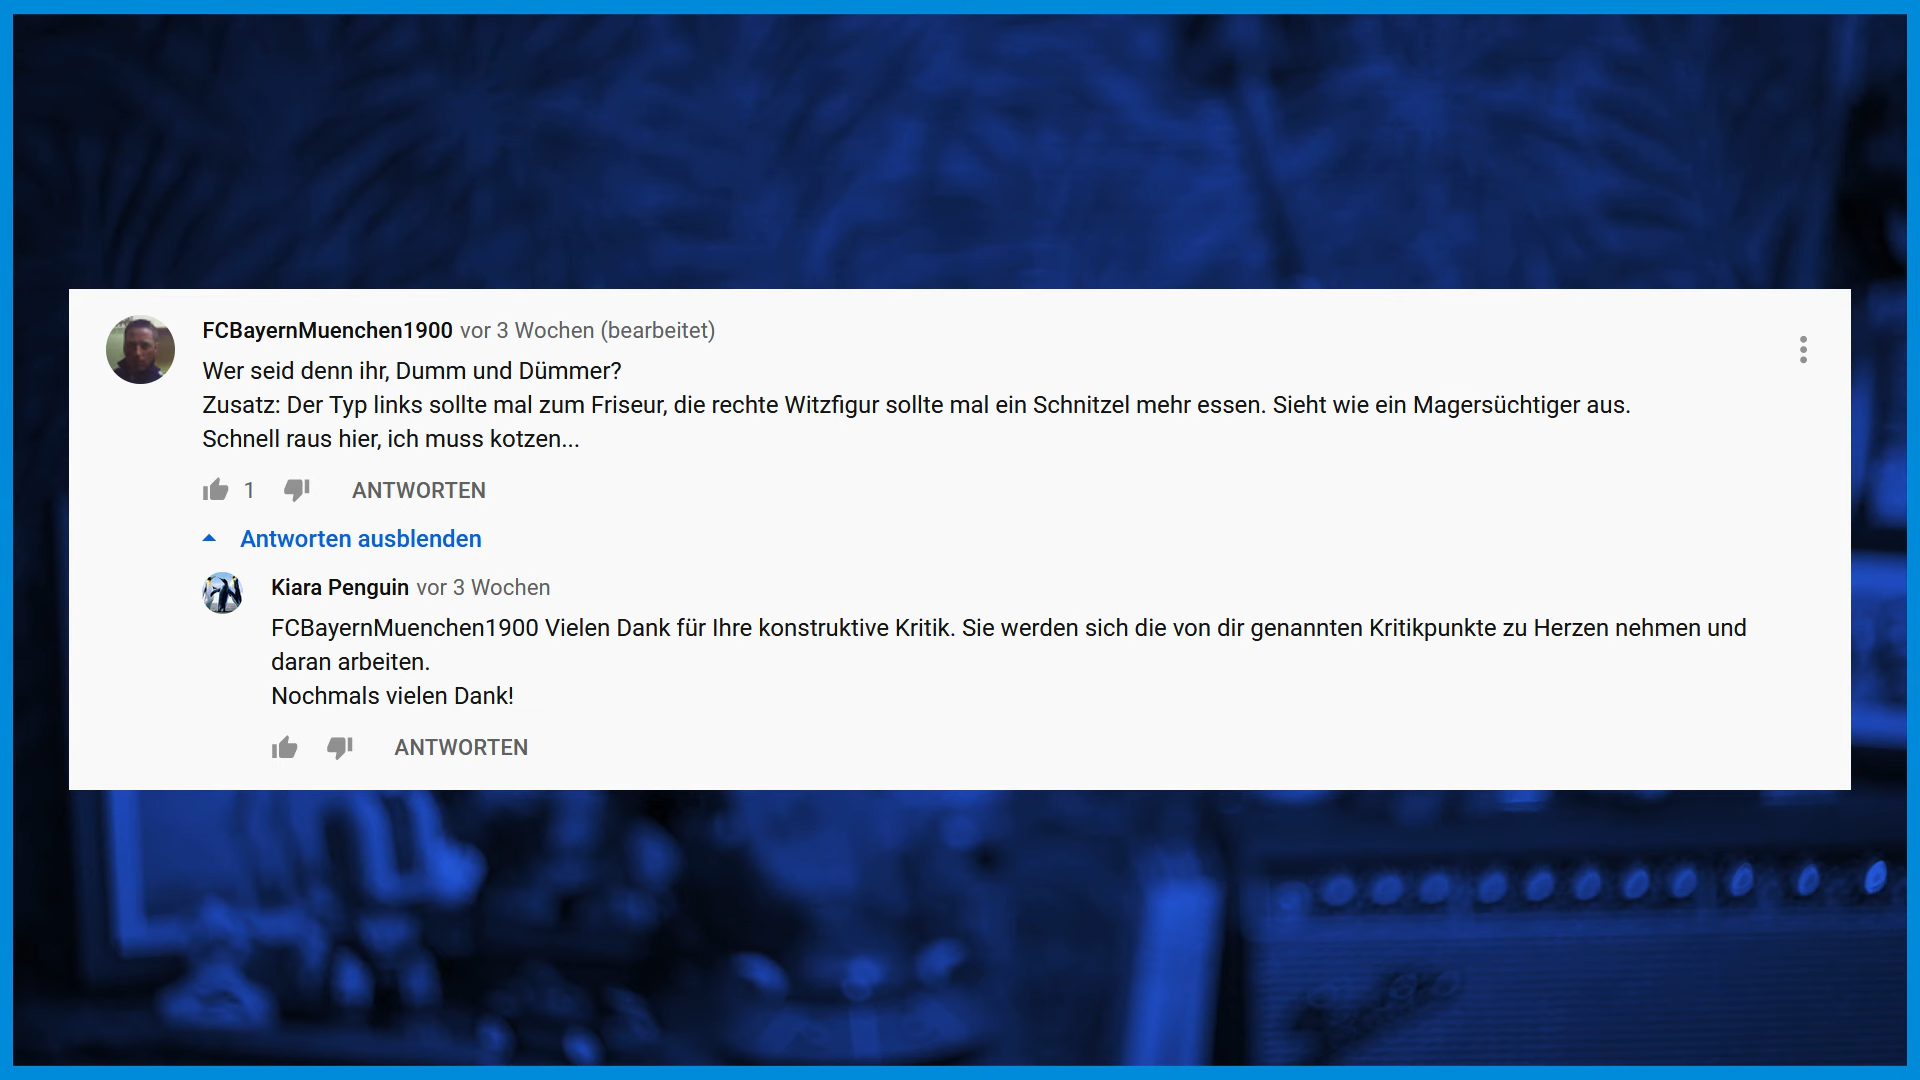 FCBayernMuenchen1900 vor 3 Wochen (bearbeitet)
Wer seid denn ihr, Dumm und Dümmer?
Zusatz: Der Typ links sollte mal zum Friseur, die rechte Witzfigur sollte mal ein Schnitzel mehr essen. Sieht wie ein Magersüchtiger aus.
Schnell raus hier, ich muss kotzen...
1 ANTWORTEN
Antworten ausblenden
Kiara Penguin vor 3 Wochen
FCBayernMuenchen1900 Vielen Dank für Ihre konstruktive Kritik. Sie werden sich die von dir genannten Kritikpunkte zu Herzen nehmen und
daran arbeiten.
Nochmals vielen Dank!
ANTWORTEN